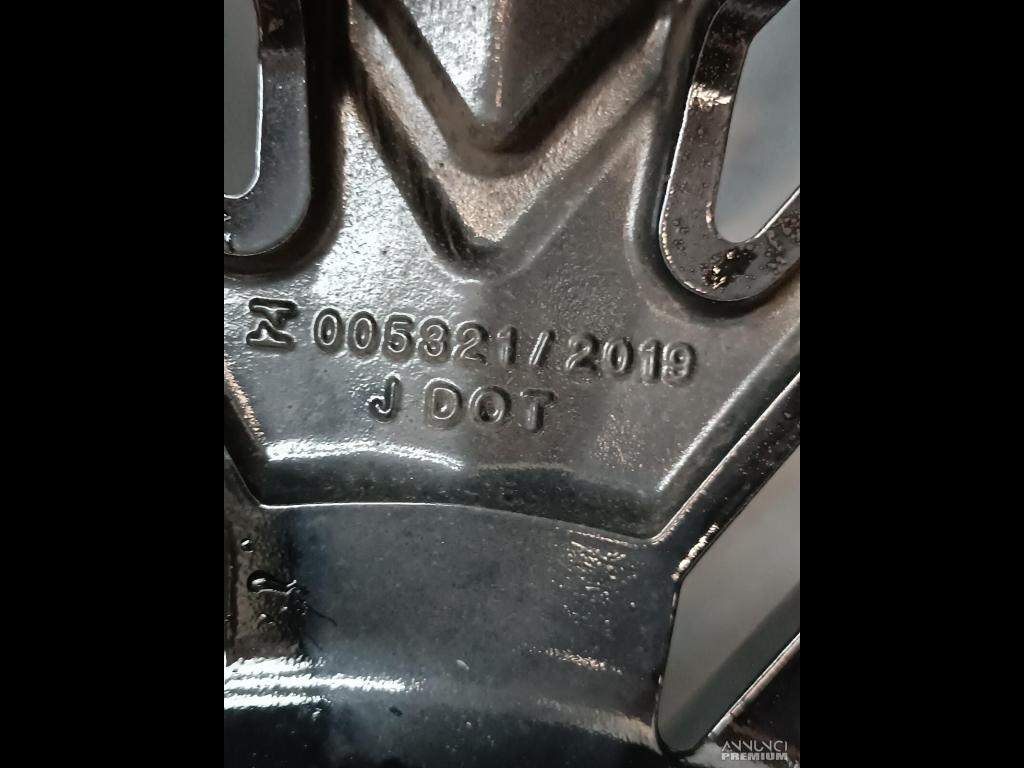 005321/2019
J DOT
ANNUNCI
PREMIUM